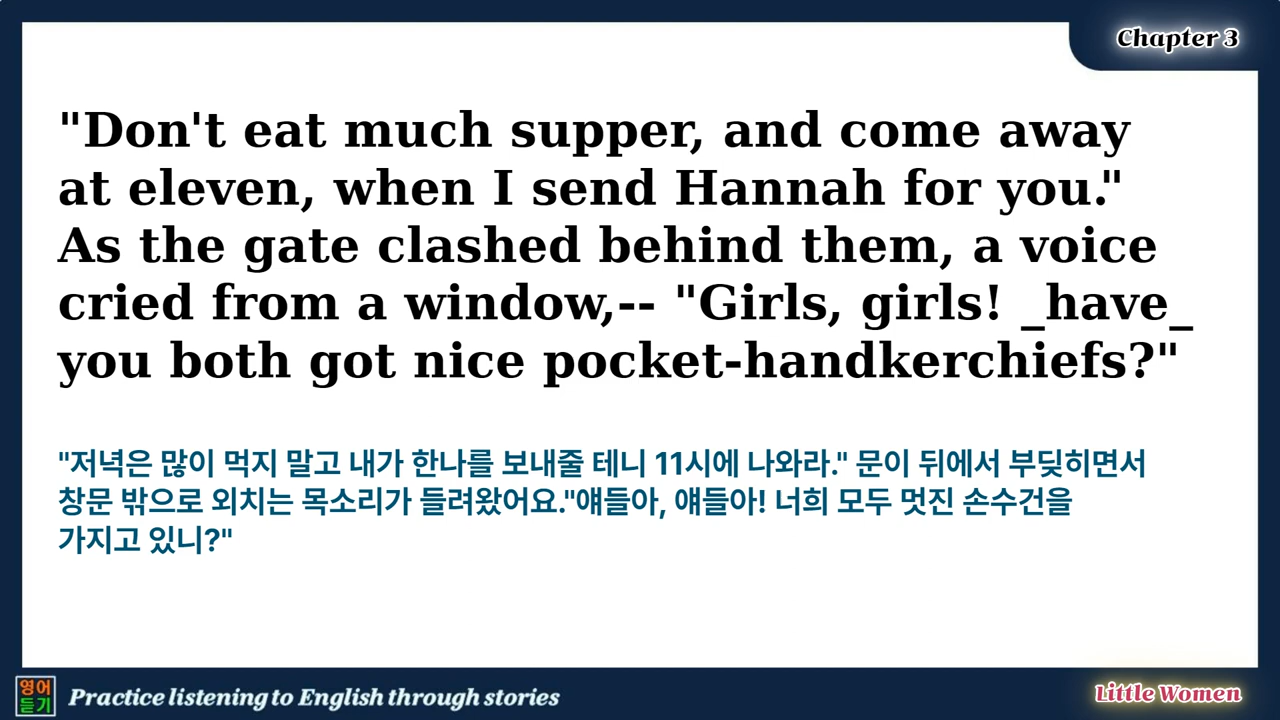 Chapter 3
"Don't eat much supper, and come away
at eleven, when I send Hannah for you."
As the gate clashed behind them, a voice
cried from a window,-- "Girls, girls! _have_
you both got nice pocket-handkerchiefs?"
"저녁은 많이 먹지 말고 내가 한나를 보내줄 테니 11시에 나와라." 문이 뒤에서 부딪히면서
창문 밖으로 외치는 목소리가 들려왔어요."얘들아, 얘들아! 너희 모두 멋진 손수건을
가지고 있니?"
영어
듣기
Practice listening to English through stories
Little Women